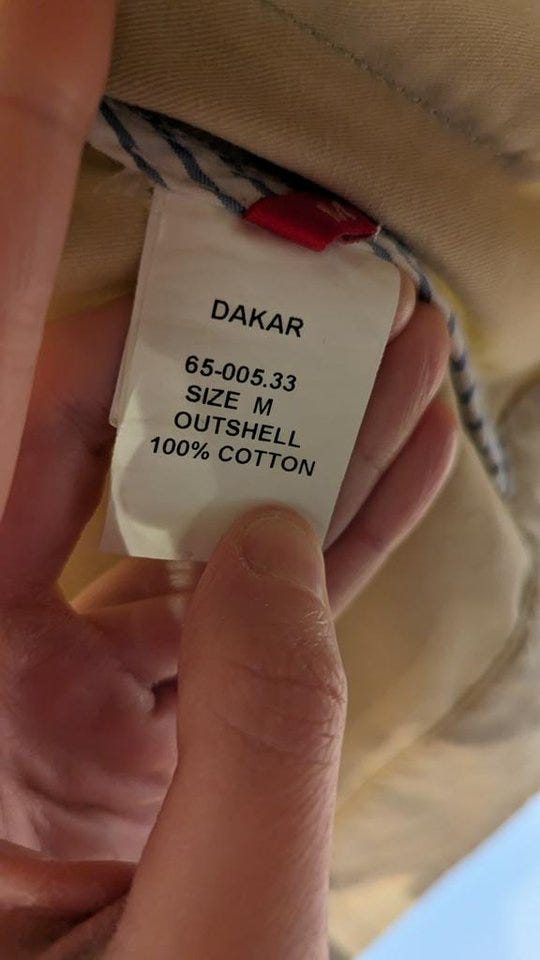 M
DAKAR
65-005.33
SIZE M
OUTSHELL
100% COTTON